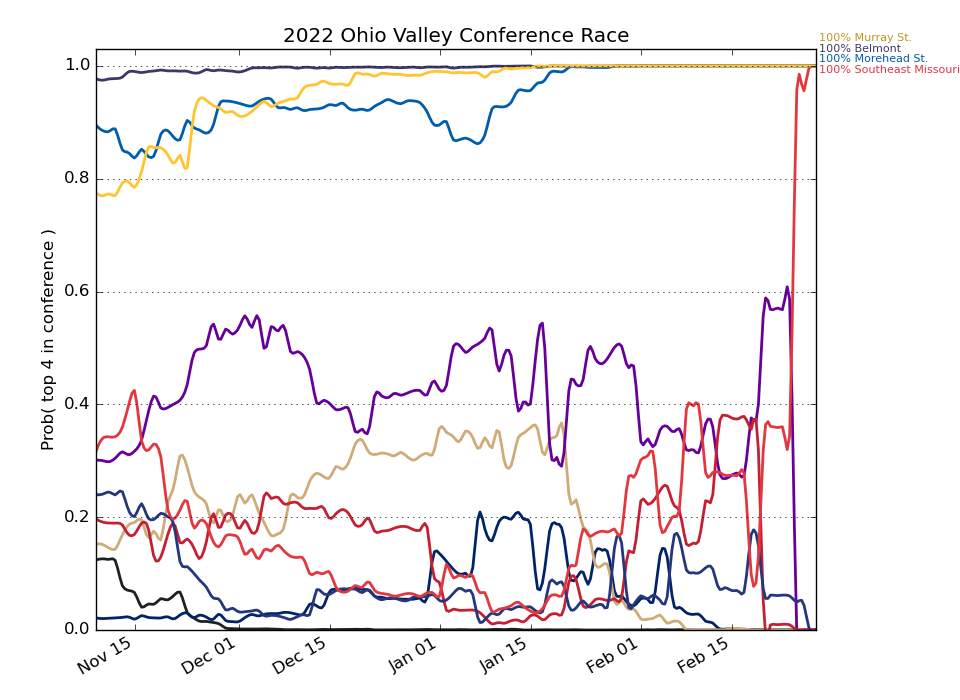 2022 Ohio Valley Conference Race
100% Murray St.
100% Belmont
100% Morehead St.
100% Southeast Missouri
Prob( top 4 in conference )
1.0
0.8
0.6
0.4
0.2
0.0
Nov 15
Dec 01
Dec 15
Jan 01
Jan 15
Feb 01
Feb 15